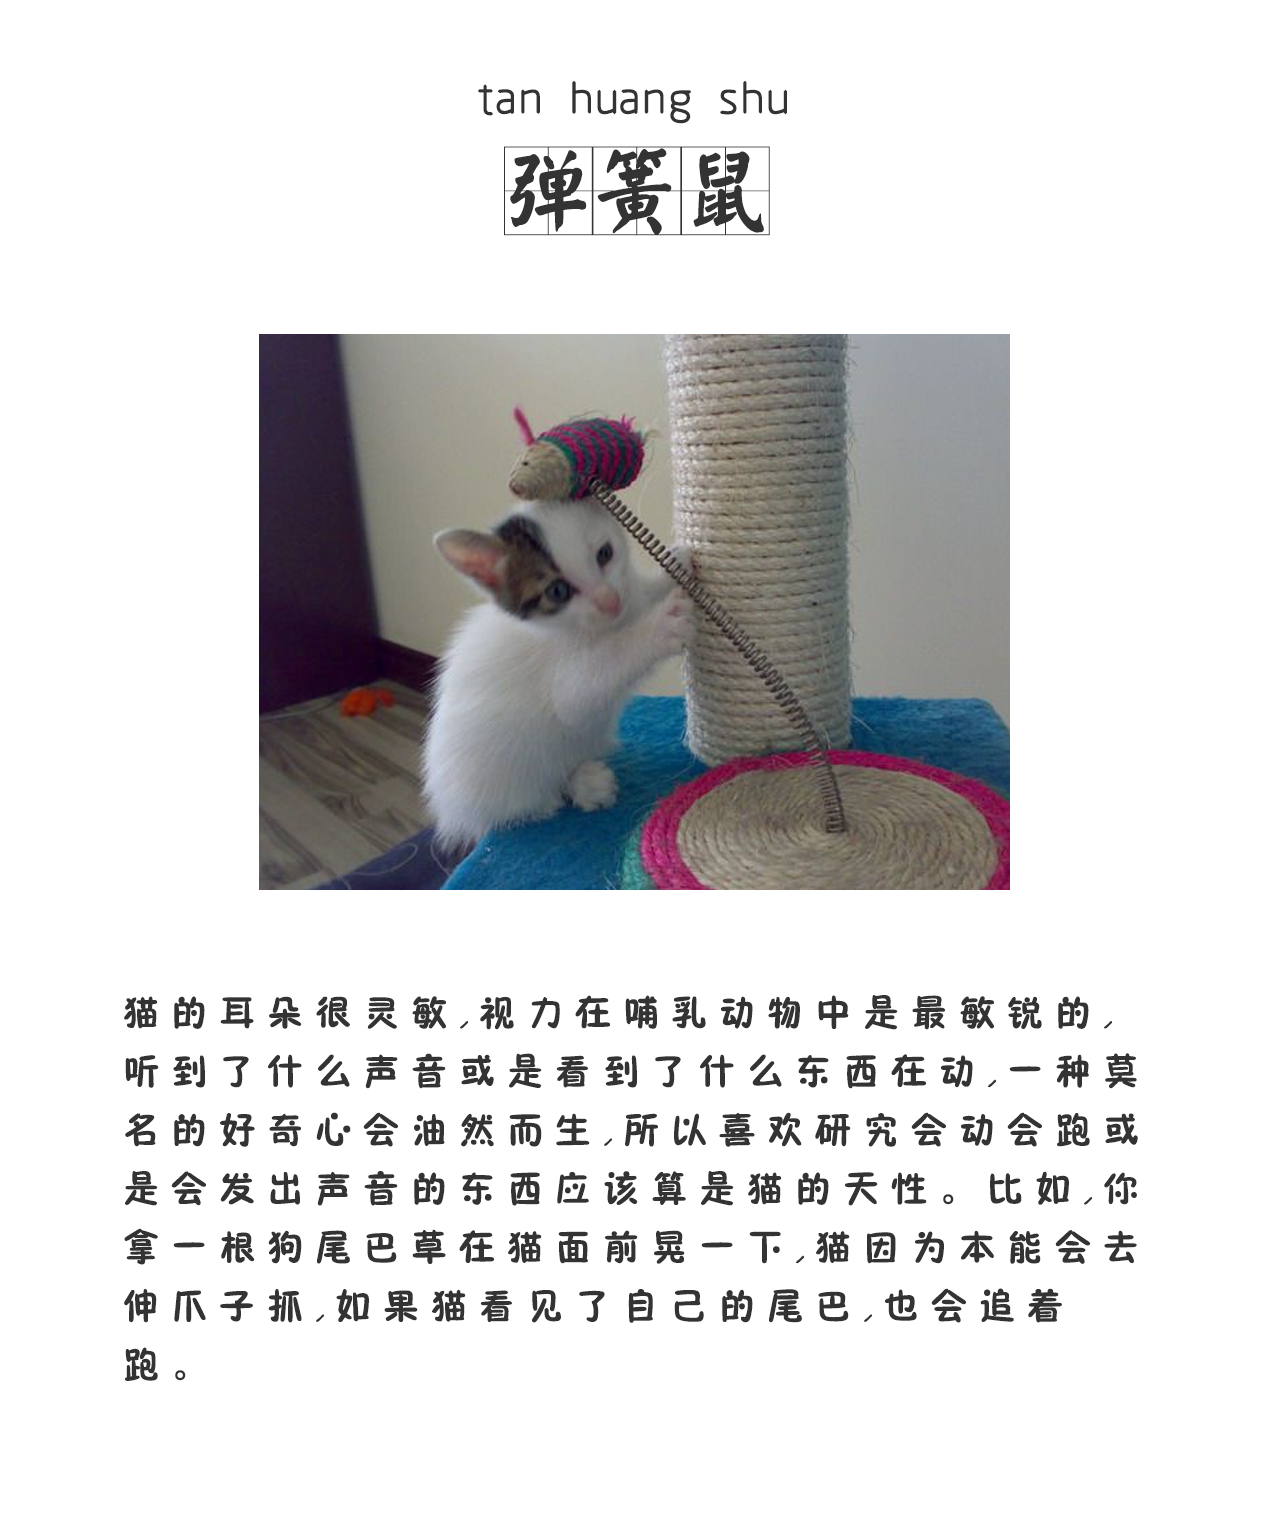 tan huang shu
弹簧鼠
猫的耳朵很灵敏,视力在哺乳动物中是最敏锐的,
听到了什么声音或是看到了什么东西在动,一种莫
名的好奇心会油然而生,所以喜欢研究会动会跑或
是会发出声音的东西应该算是猫的天性。比如,你
拿一根狗尾巴草在猫面前晃一下,猫因为本能会去
伸爪子抓,如果猫看见了自己的尾巴,也会追着
跑。